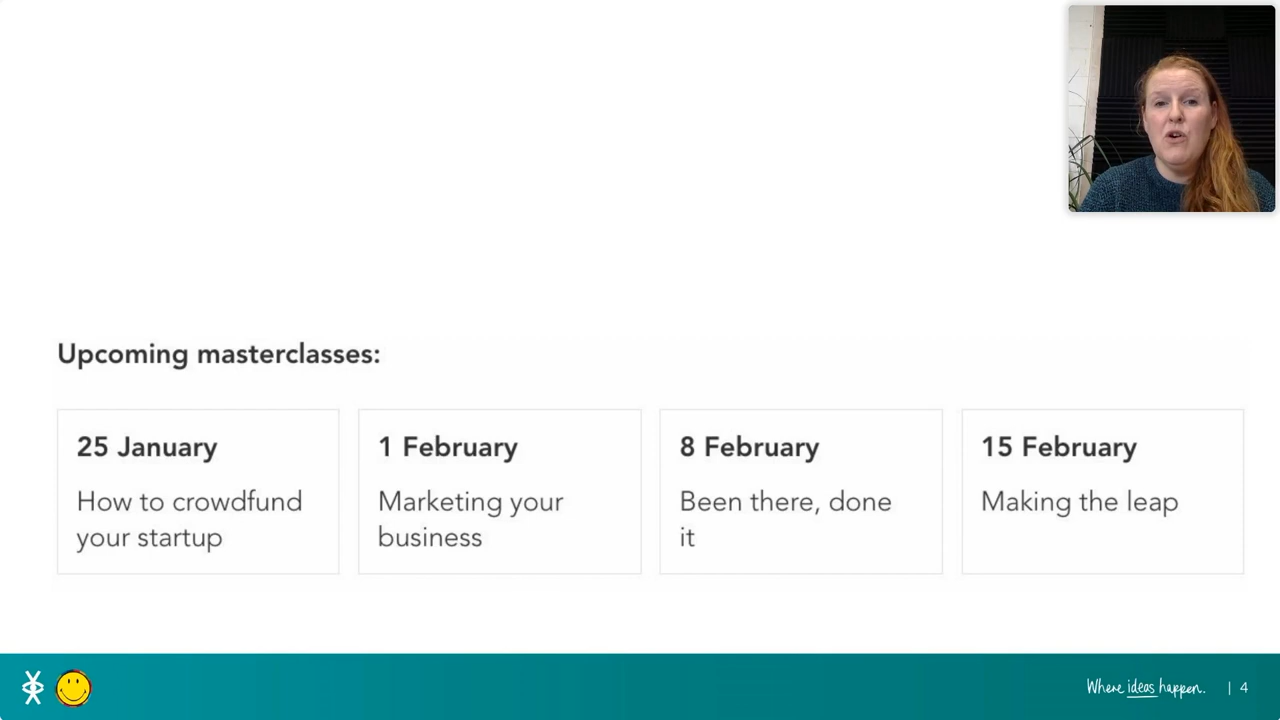 Upcoming masterclasses:
25 January
How to crowdfund
your startup
1 February
Marketing your
business
8 February
Been there, done
it
15 February
Making the leap
Where ideas happen.
| 4